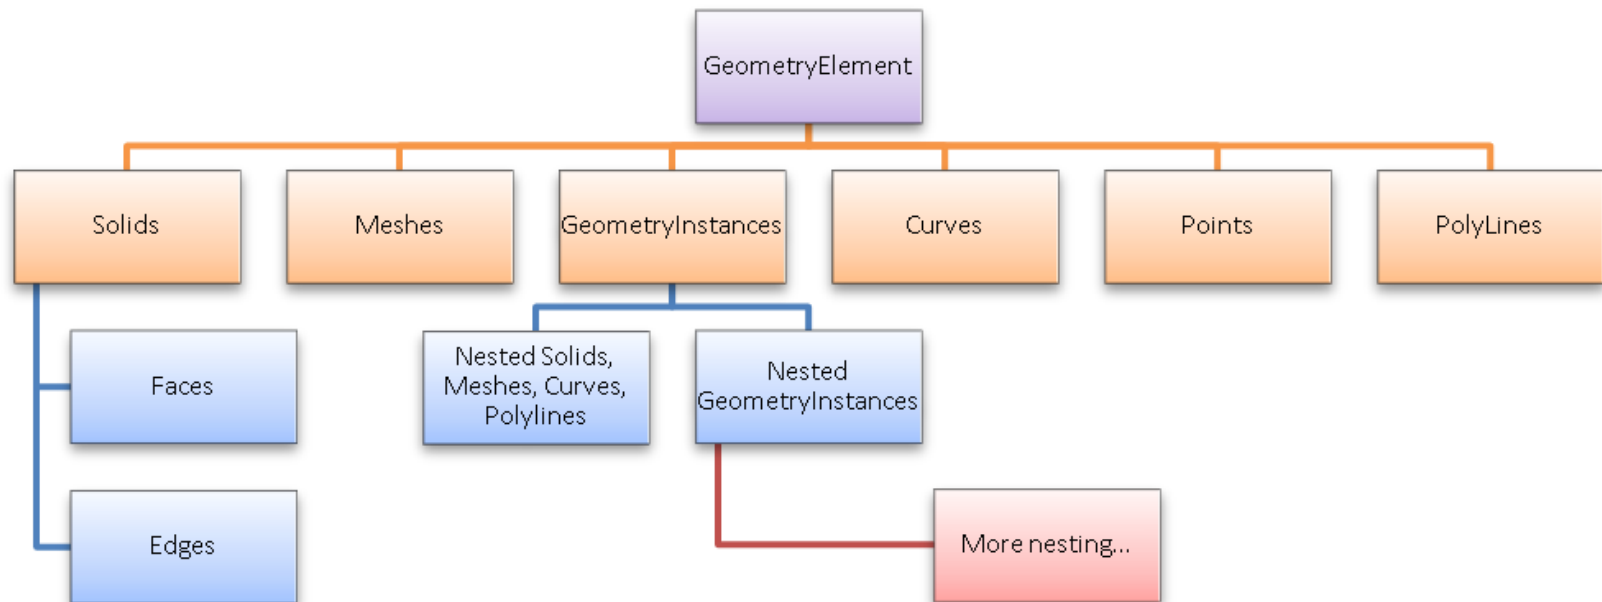 GeometryElement
Solids
Meshes
GeometryInstances
Curves
Points
PolyLines
Faces
Nested Solids,
Meshes, Curves,
Polylines
Nested
GeometryInstances
Edges
More nesting...